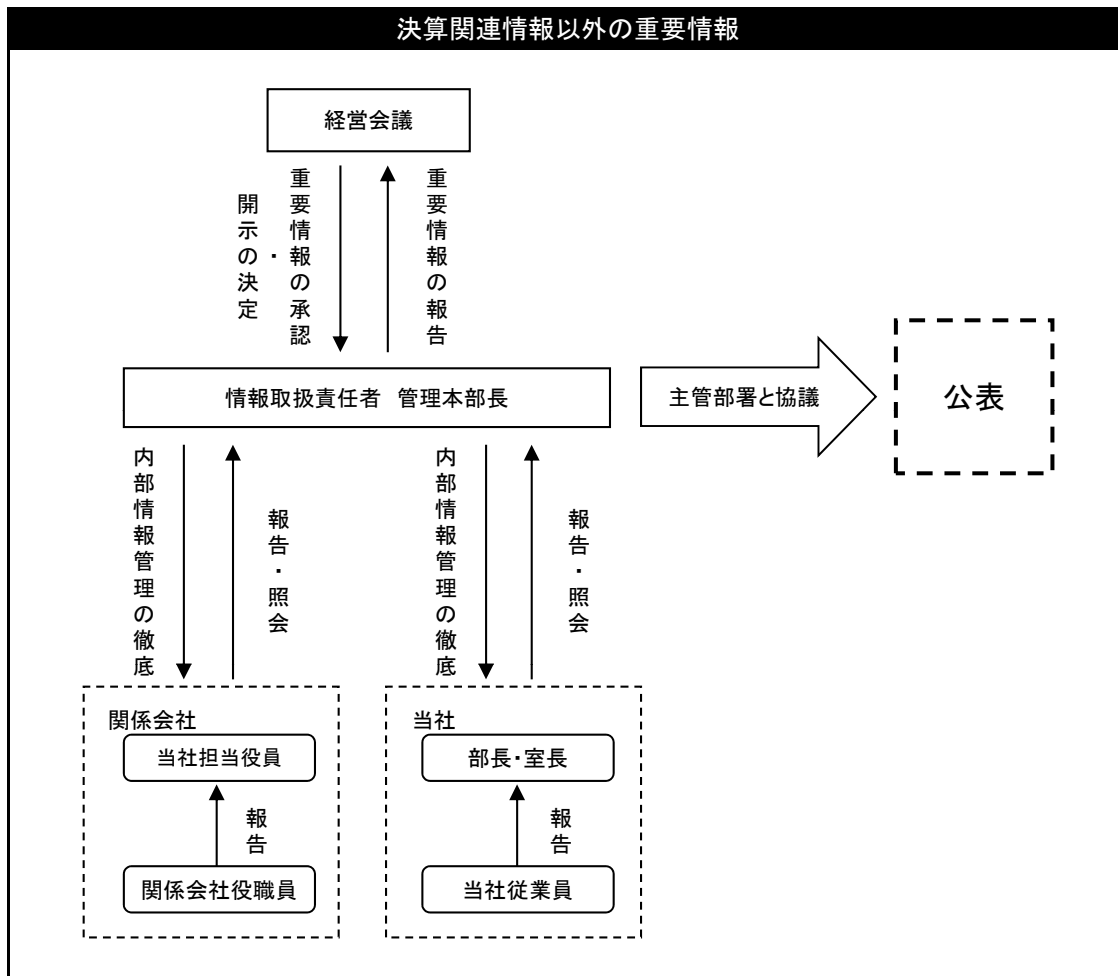 決算関連情報以外の重要情報
経営会議
重要情報の承認
・
開示の決定
重要情報の報告
情報取扱責任者 管理本部長
主管部署と協議
公表
内部情報管理の徹底
報告・照会
内部情報管理の徹底
報告・照会
関係会社
当社担当役員
報告
関係会社役職員
当社
部長・室長
報告
当社従業員